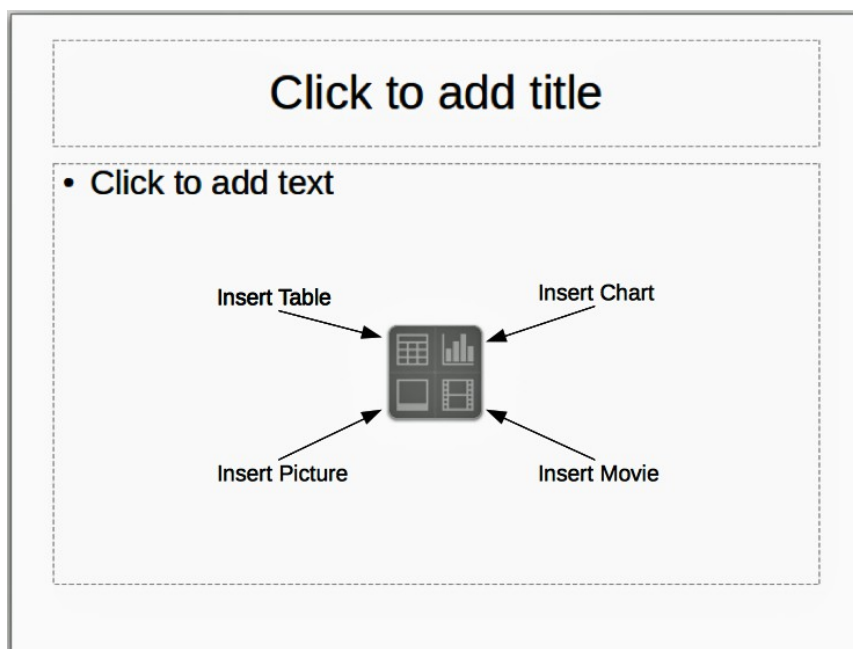 Click to add title
• Click to add text
Insert Table
Insert Chart
Insert Picture
Insert Movie